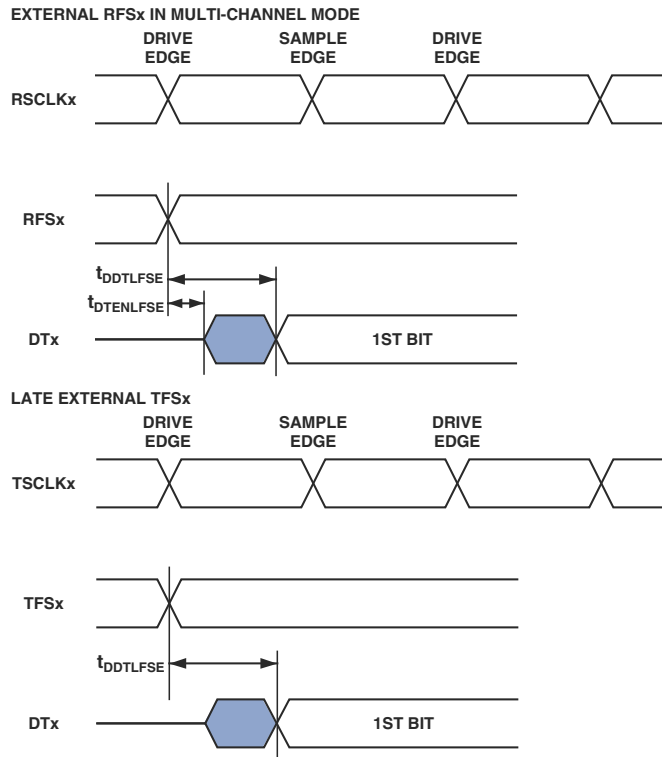 EXTERNAL RFSx IN MULTI-CHANNEL MODE
DRIVE EDGE
SAMPLE EDGE
DRIVE EDGE
RSCLKx
RFSx
tDDTLFSE
tDTENLFSE
DTx
1ST BIT
LATE EXTERNAL TFSx
DRIVE EDGE
SAMPLE EDGE
DRIVE EDGE
TSCLKx
TFSx
tDDTLFSE
DTx
1ST BIT